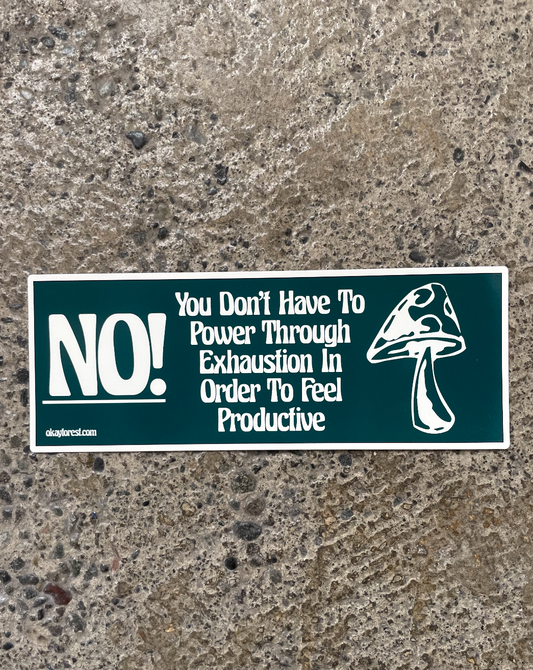 NO!
You Don't Have To
Power Through
Exhaustion In
Order To Feel
Productive
okayforest.com